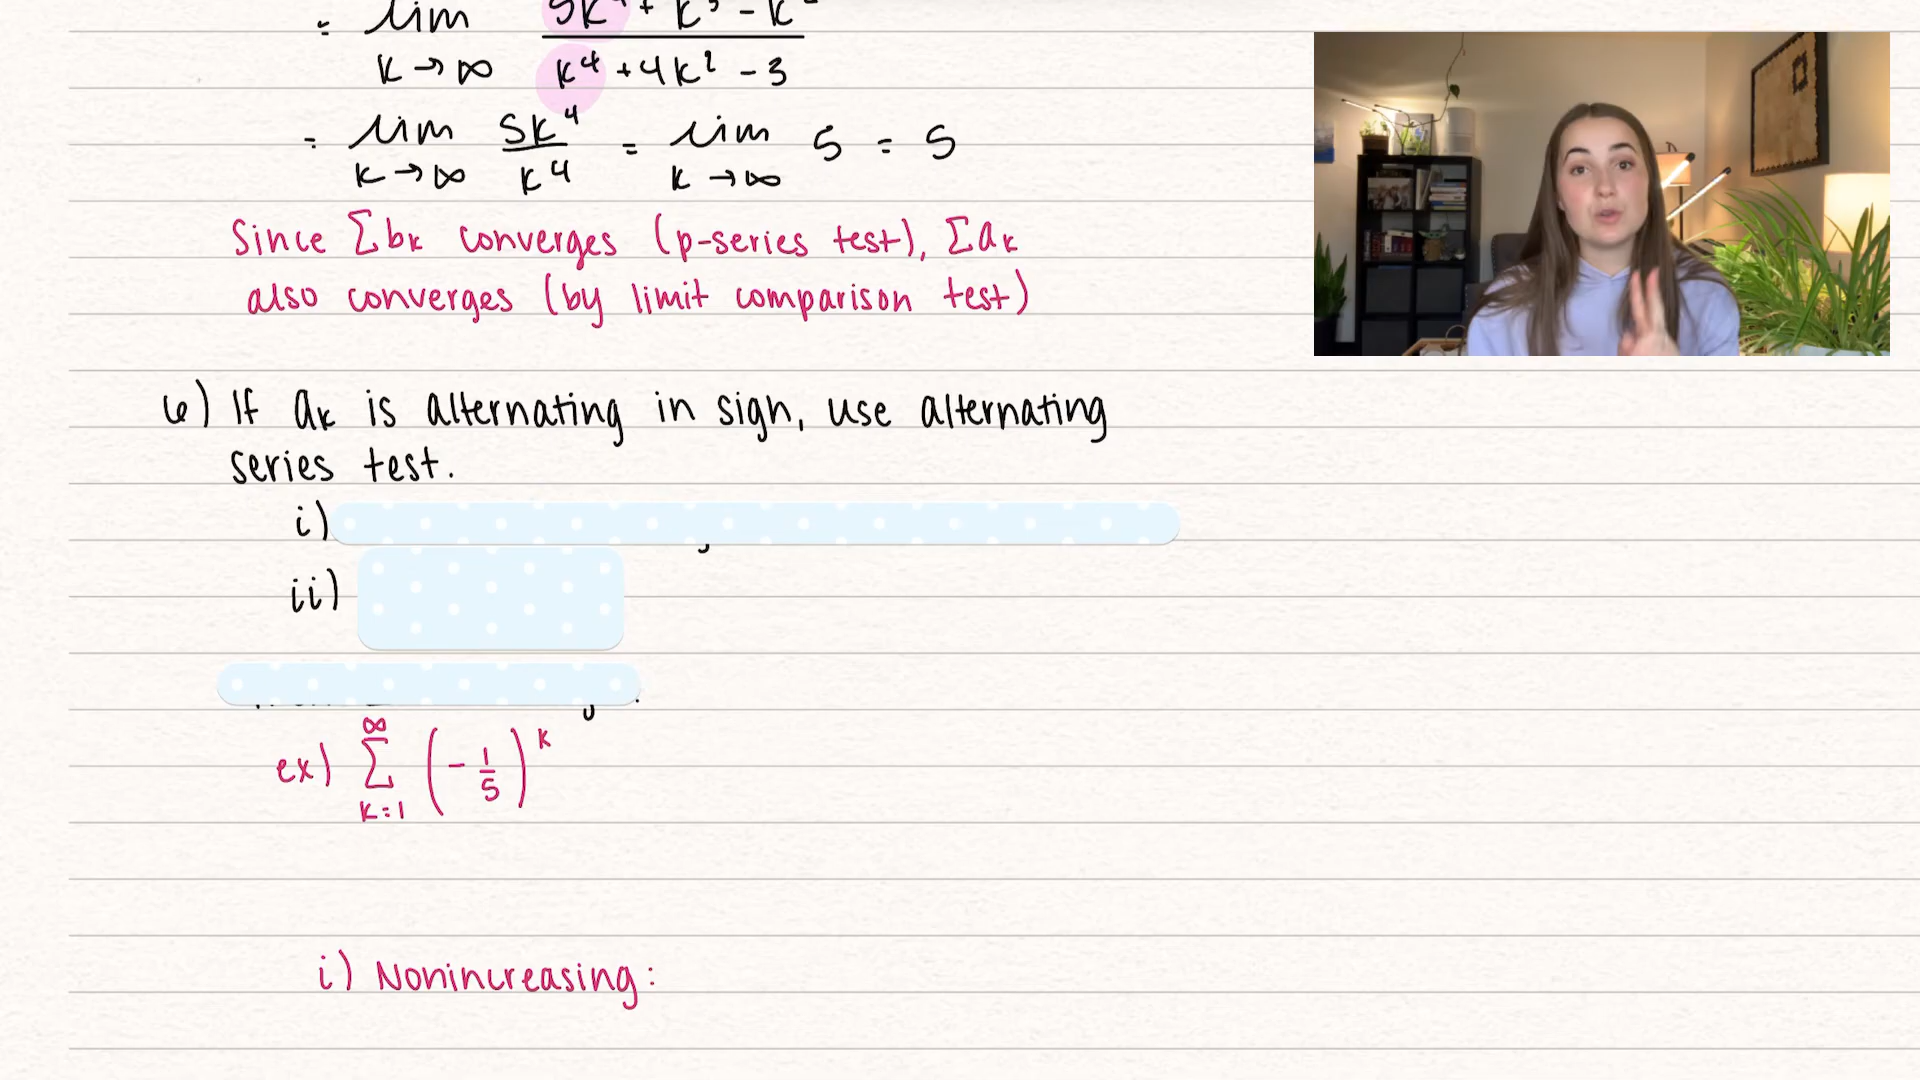 = lim 5k⁴ + k³ - k²
k → ∞ k⁴ + 4k² - 3
= lim 5k⁴ = lim 5 = 5
k → ∞ k⁴ k → ∞
Since Σbₖ converges (p-series test), Σaₖ
also converges (by limit comparison test)
6) If aₖ is alternating in sign, use alternating
series test.
i)
ii)
ex) ∞ Σ k=1 (-1/5)ᵏ
i) Nonincreasing: